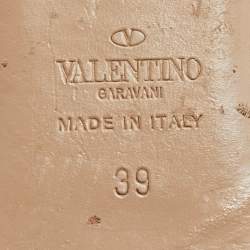 VALENTINO
GARAVANI
MADE IN ITALY
39